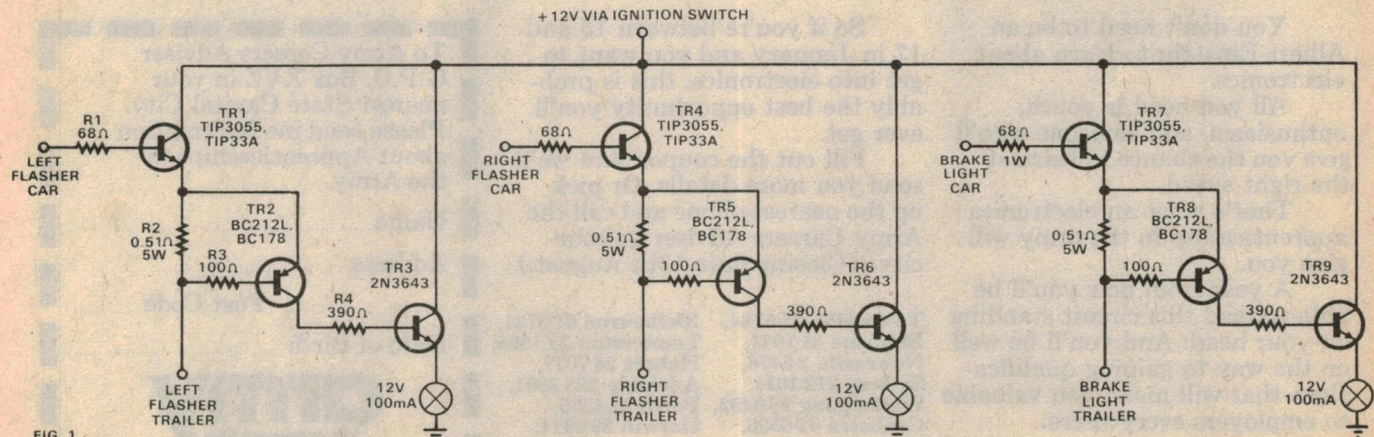 +12V VIA IGNITION SWITCH
R1
68Ω
LEFT
FLASHER
CAR
TR1
TIP3055,
TIP33A
R2
0.51Ω
5W
R3
100Ω
TR2
BC212L,
BC178
R4
390Ω
TR3
2N3643
12V
100mA
LEFT
FLASHER
TRAILER
68Ω
RIGHT
FLASHER
CAR
TR4
TIP3055,
TIP33A
0.51Ω
5W
100Ω
TR5
BC212L,
BC178
390Ω
TR6
2N3643
12V
100mA
RIGHT
FLASHER
TRAILER
68Ω
1W
BRAKE
LIGHT
CAR
TR7
TIP3055,
TIP33A
0.51Ω
5W
100Ω
TR8
BC212L,
BC178
390Ω
TR9
2N3643
12V
100mA
BRAKE
LIGHT
TRAILER
FIG. 1